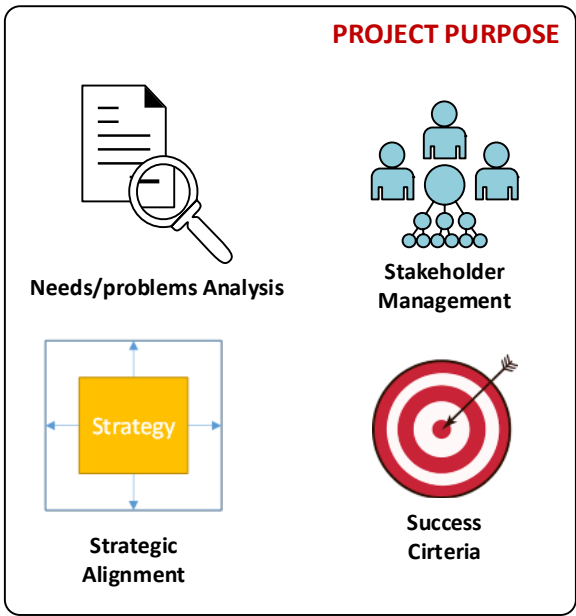 PROJECT PURPOSE
Needs/problems Analysis
Stakeholder
Management
Strategy
Strategic
Alignment
Success
Cirteria